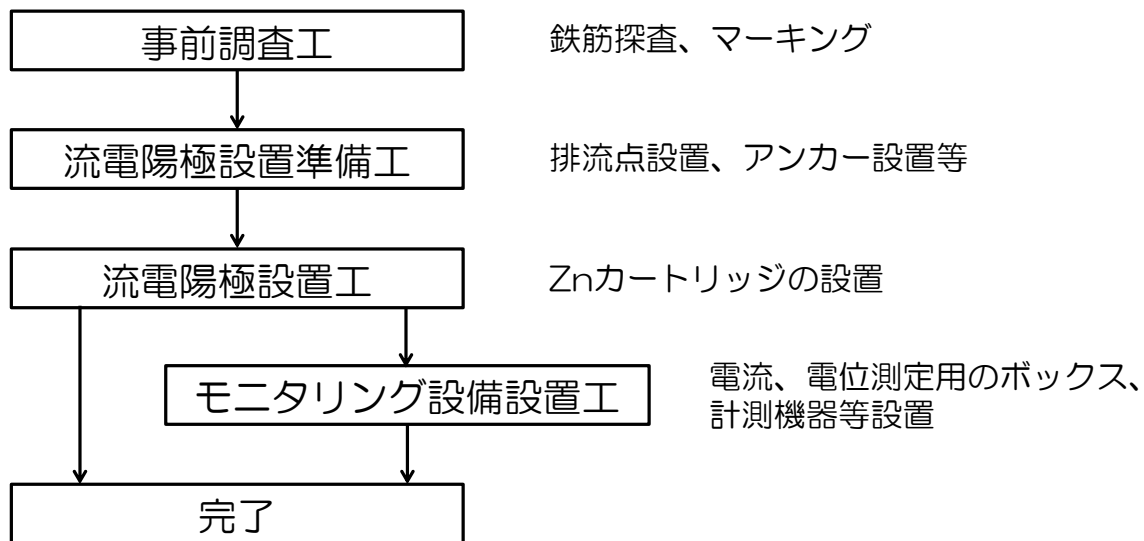 事前調査工
鉄筋探査、マーキング
流電陽極設置準備工
排流点設置、アンカー設置等
流電陽極設置工
Znカートリッジの設置
モニタリング設備設置工
電流、電位測定用のボックス、
計測機器等設置
完了